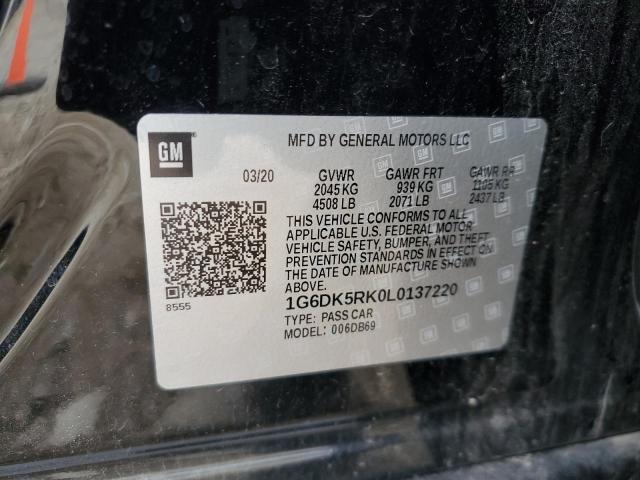 GM
MFD BY GENERAL MOTORS LLC
03/20 GVWR GAWR FRT GAWR RR
2045 KG 939 KG 1105 KG
4508 LB 2071 LB 2437 LB
THIS VEHICLE CONFORMS TO ALL
APPLICABLE U.S. FEDERAL MOTOR
VEHICLE SAFETY, BUMPER, AND THEFT
PREVENTION STANDARDS IN EFFECT ON
THE DATE OF MANUFACTURE SHOWN
ABOVE.
8555
1G6DK5RK0L0137220
TYPE: PASS CAR
MODEL: 006DB69